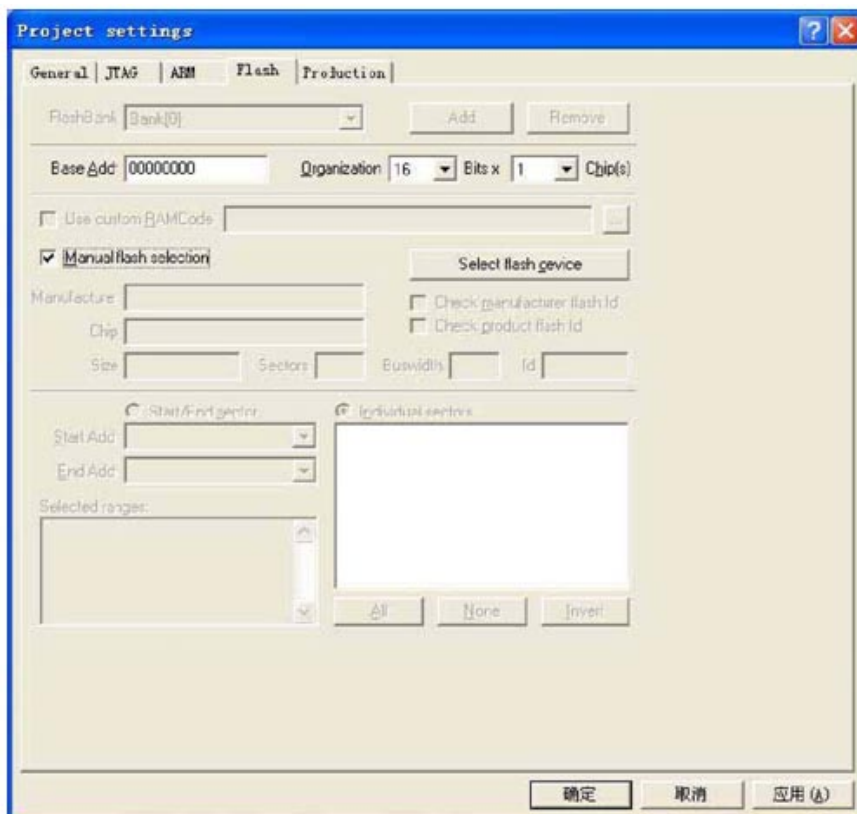 Project settings
General JTAG ARM Flash Production
FlashBank Bank[0] Add Remove
Base Add 00000000 Organization 16 Bits x 1 Chip(s)
Use custom RAMCode ...
Manual flash selection
Select flash device
Manufacture Check manufacturer flash Id
Chip Check product flash Id
Size Sectors Buswidth Id
Start/End sector Individual sectors
Start Add
End Add
Selected ranges:
All None Invert
确定 取消 应用 (A)